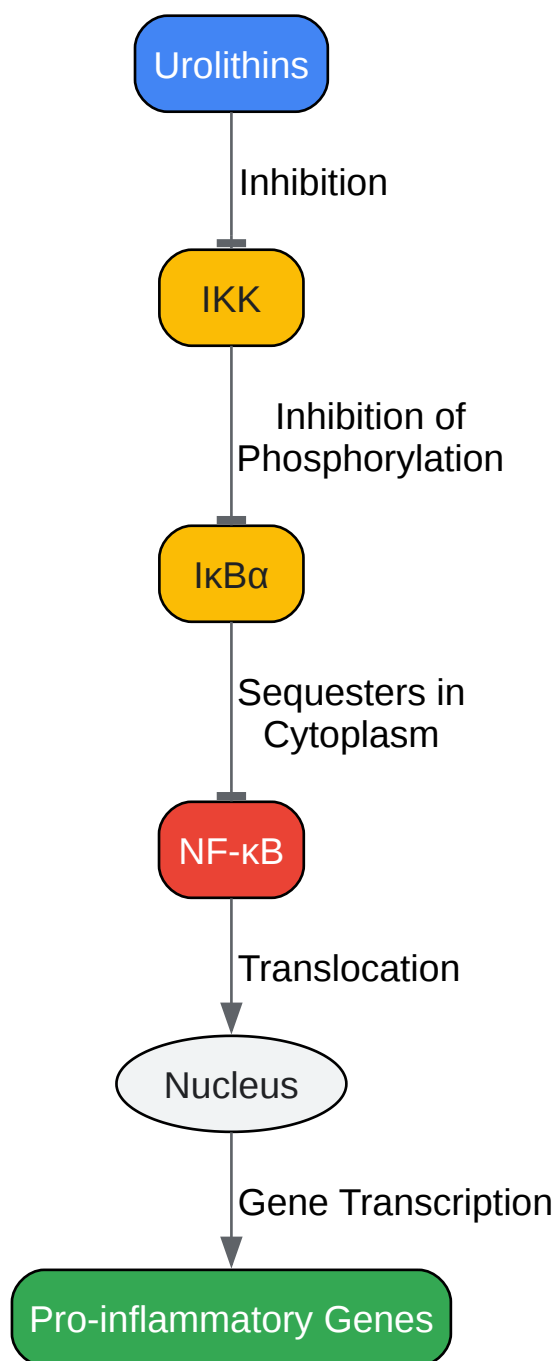 Urolithins
Inhibition
IKK
Inhibition of
Phosphorylation
IκBα
Sequesters in
Cytoplasm
NF-κB
Translocation
Nucleus
Gene Transcription
Pro-inflammatory Genes